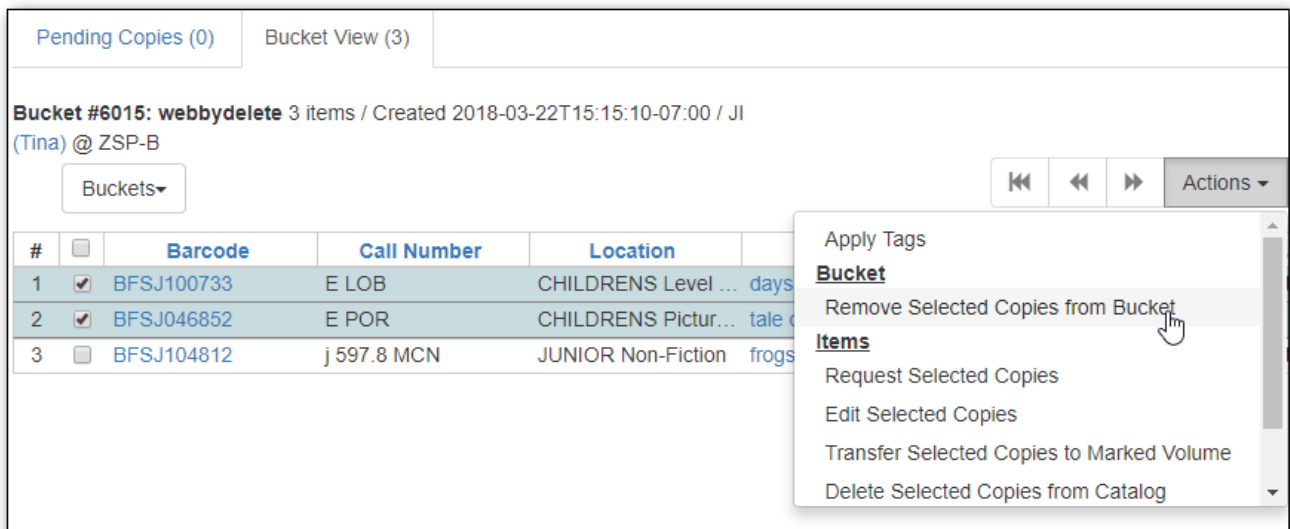 Pending Copies (0) Bucket View (3)
Bucket #6015: webbydelete 3 items / Created 2018-03-22T15:15:10-07:00 / JI
(Tina) @ ZSP-B
Buckets Actions
# Barcode Call Number Location
1 BFSJ100733 E LOB CHILDRENS Level ... days
2 BFSJ046852 E POR CHILDRENS Pictur... tale
3 BFSJ104812 j 597.8 MCN JUNIOR Non-Fiction frogs
Apply Tags
Bucket
Remove Selected Copies from Bucket
Items
Request Selected Copies
Edit Selected Copies
Transfer Selected Copies to Marked Volume
Delete Selected Copies from Catalog